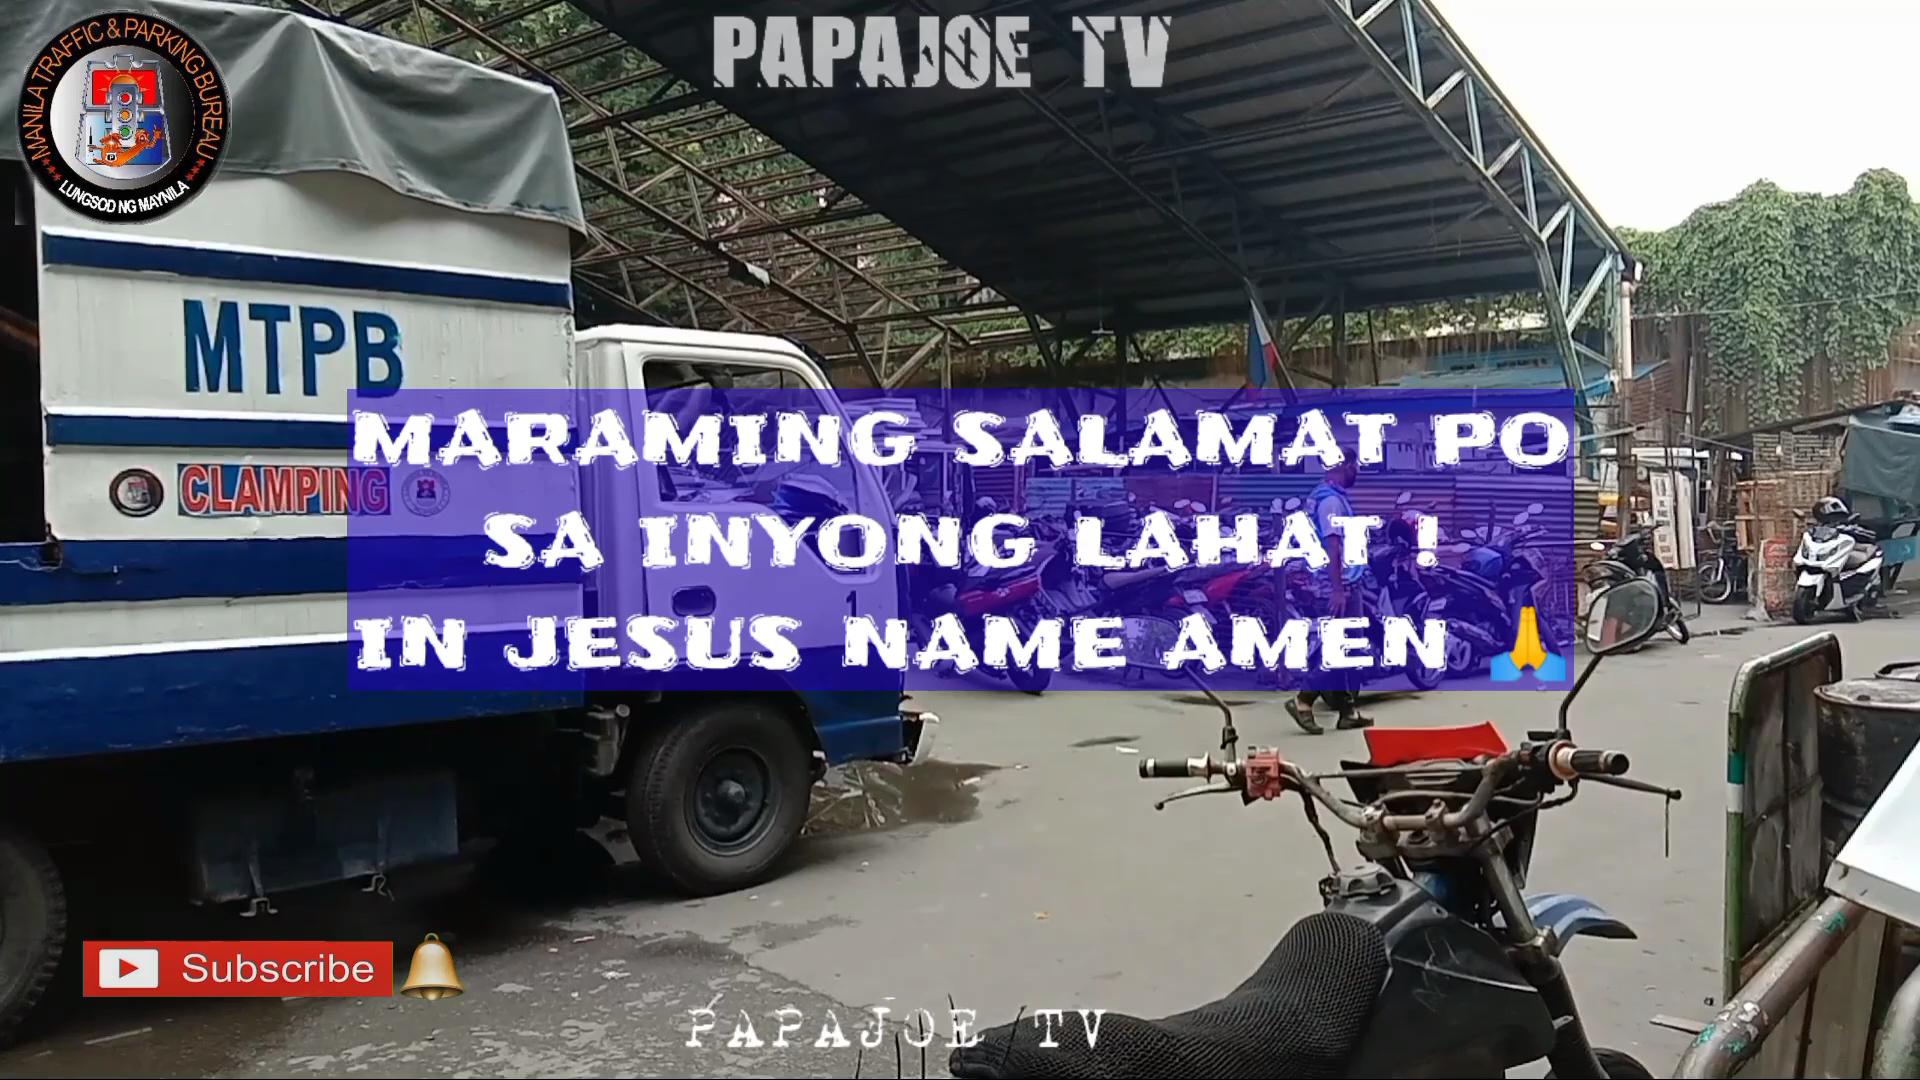 PAPAJOE TV
MANILA TRAFFIC & PARKING BUREAU
LUNGSOD NG MAYNILA
MTPB
CLAMPING
1
MARAMING SALAMAT PO
SA INYONG LAHAT !
IN JESUS NAME AMEN 🙏
Subscribe
PAPAJOE TV